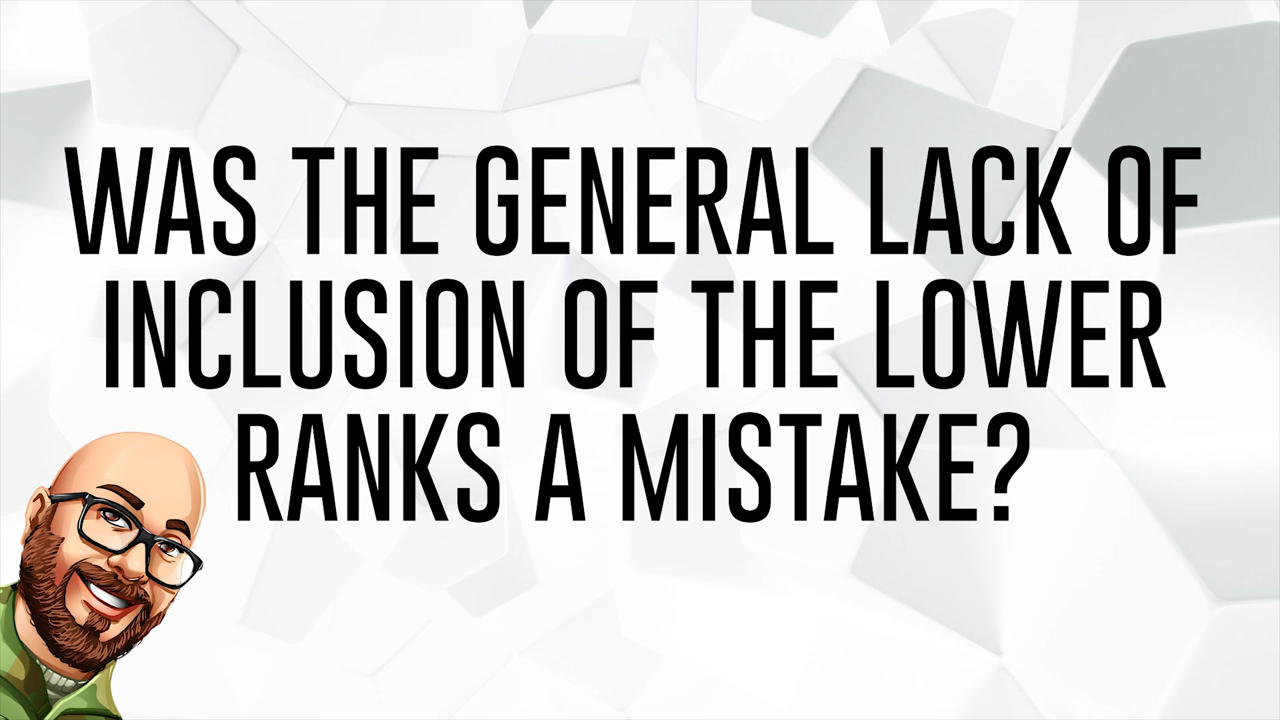 WAS THE GENERAL LACK OF
INCLUSION OF THE LOWER
RANKS A MISTAKE?